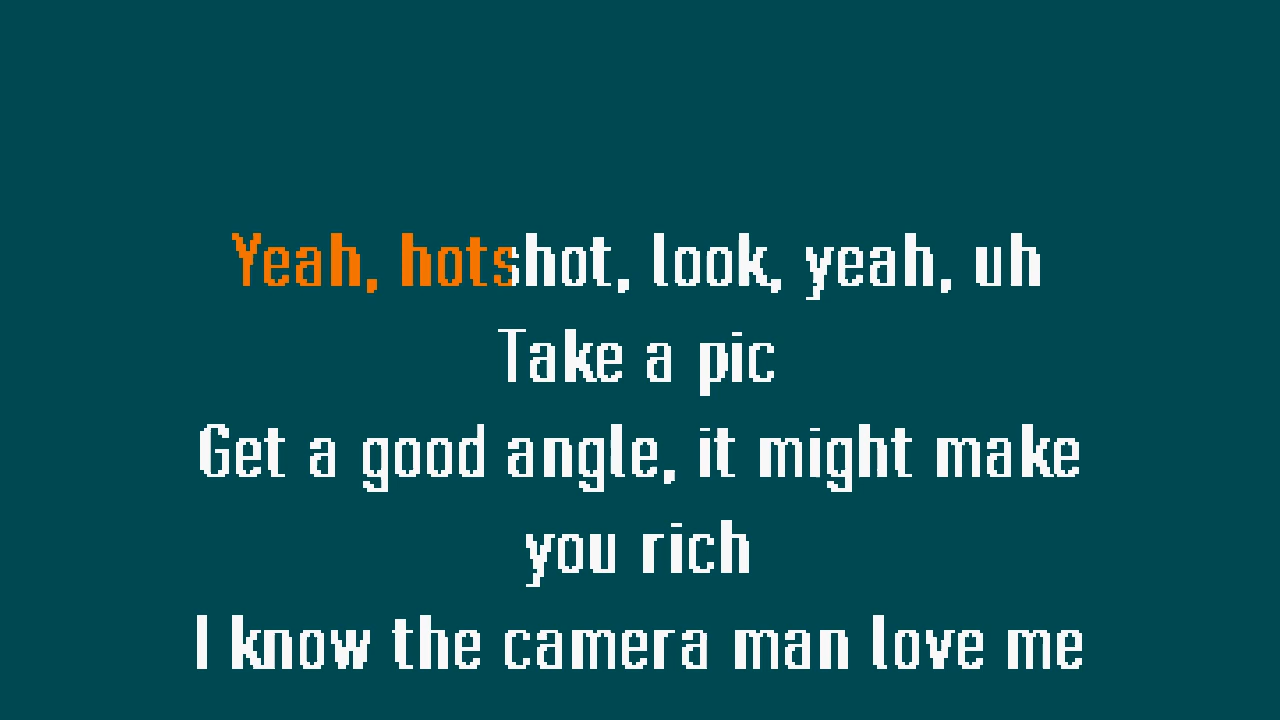 Yeah, hotshot, look, yeah, uh
Take a pic
Get a good angle, it might make
you rich
I know the camera man love me